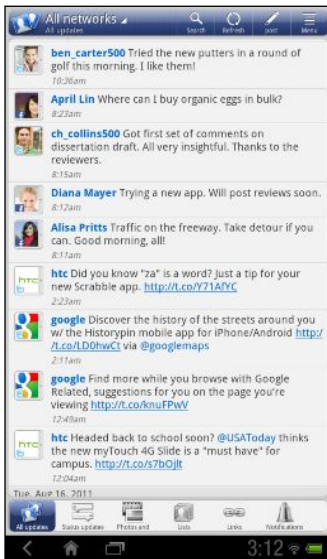 All networks
All updates
Search
Refresh
post
Menu
ben_carter500 Tried the new putters in a round of
golf this morning. I like them!
10:36am
April Lin Where can I buy organic eggs in bulk?
8:23am
ch_collins500 Got first set of comments on
dissertation draft. All very insightful. Thanks to the
reviewers.
8:15am
Diana Mayer Trying a new app. Will post reviews soon.
8:12am
Alisa Pritts Traffic on the freeway. Take detour if you
can. Good morning, all!
8:11am
htc
htc Did you know "za" is a word? Just a tip for your
new Scrabble app. http://t.co/Y71AfYC
2:23am
google Discover the history of the streets around you
w/ the Historypin mobile app for iPhone/Android http:/
/t.co/LD0hwCt via @googlemaps
2:11am
google Find more while you browse with Google
Related, suggestions for you on the page you're
viewing http://t.co/knuFPwV
12:49am
htc
htc Headed back to school soon? @USAToday thinks
the new myTouch 4G Slide is a "must have" for
campus. http://t.co/s7bOjlt
12:04am
Tue, Aug 16, 2011
All updates
Status updates
Photos and
Lists
Links
Notifications
3:12